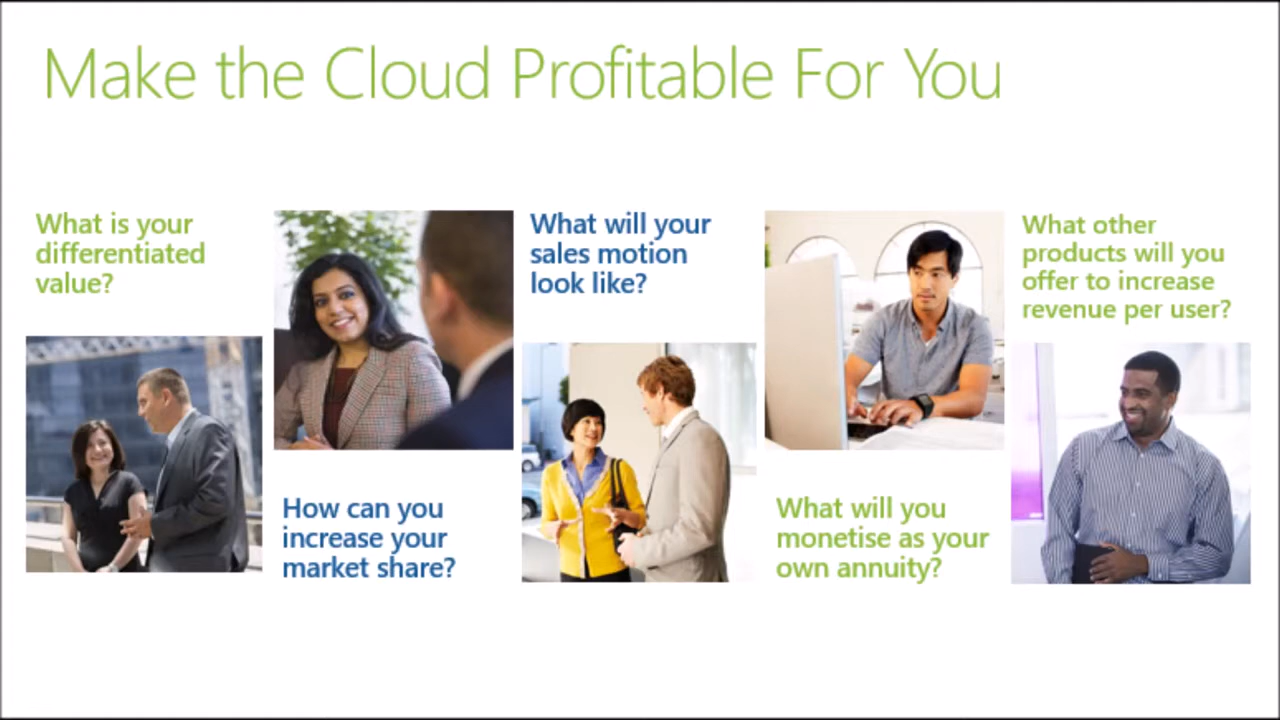 Make the Cloud Profitable For You
What is your
differentiated
value?
How can you
increase your
market share?
What will your
sales motion
look like?
What will you
monetise as your
own annuity?
What other
products will you
offer to increase
revenue per user?